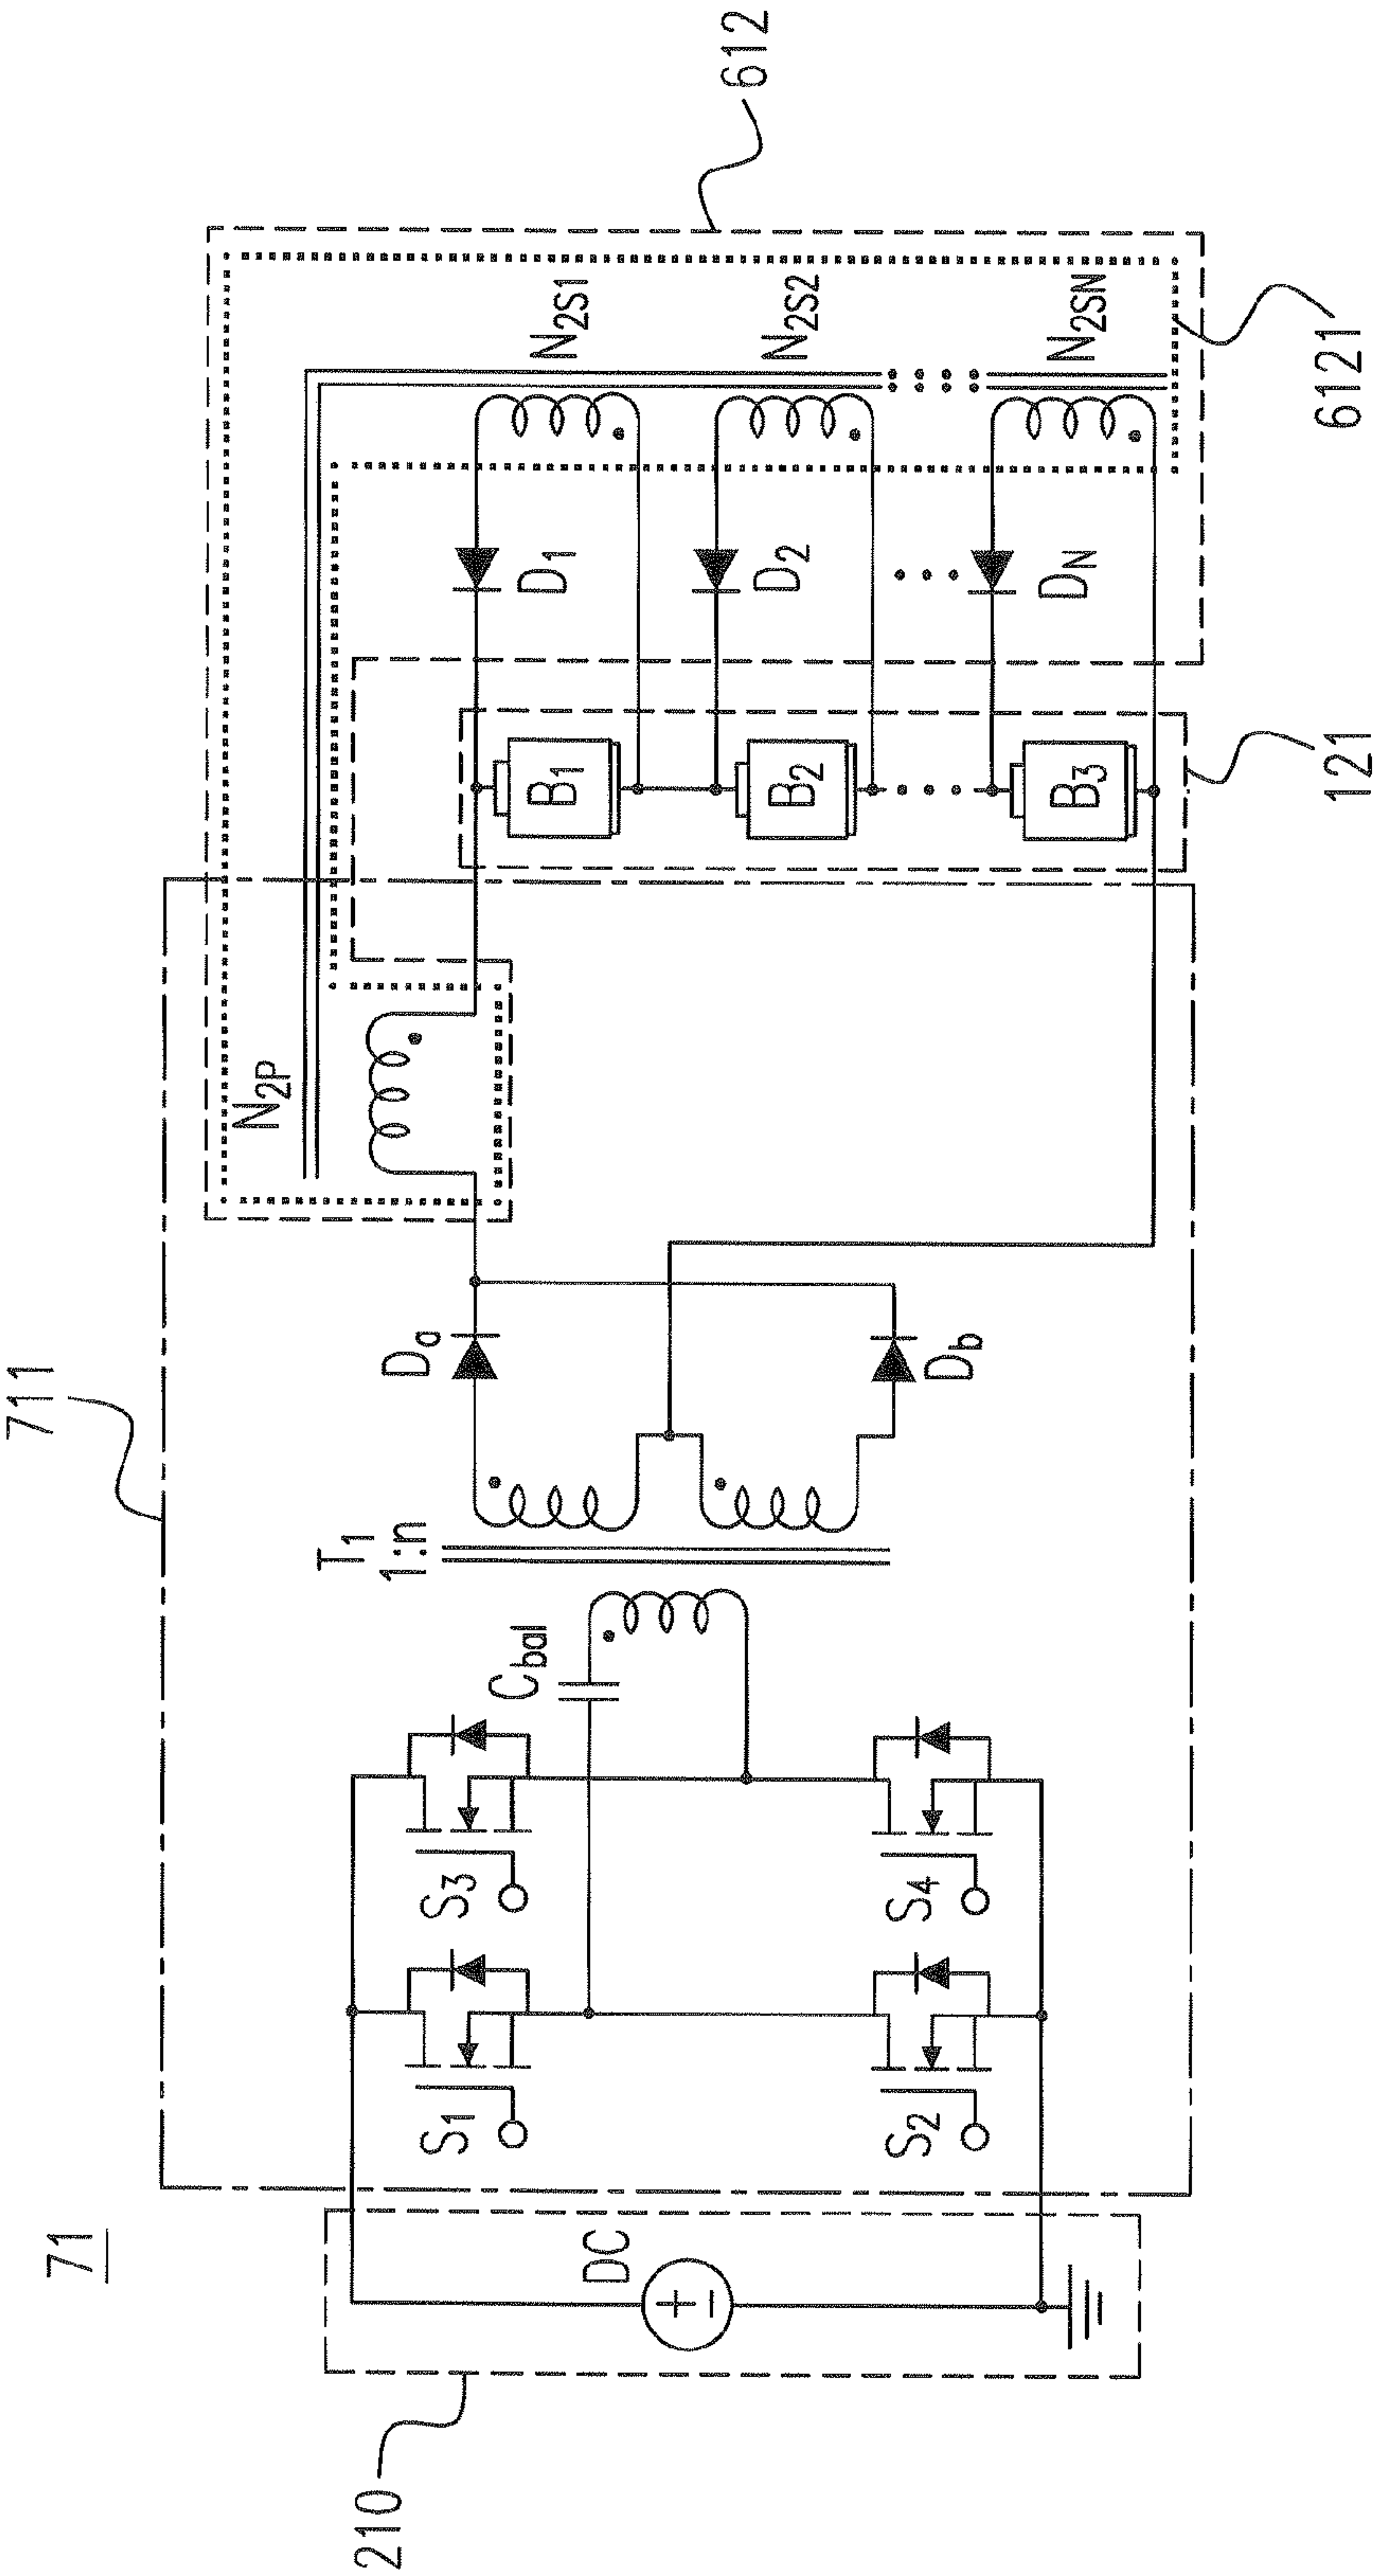 71
711
612
6121
121
210
DC
S1
S2
S3
S4
Cbal
T1
1:n
Da
Db
N2P
B1
B2
B3
D1
D2
DN
N2S1
N2S2
N2SN